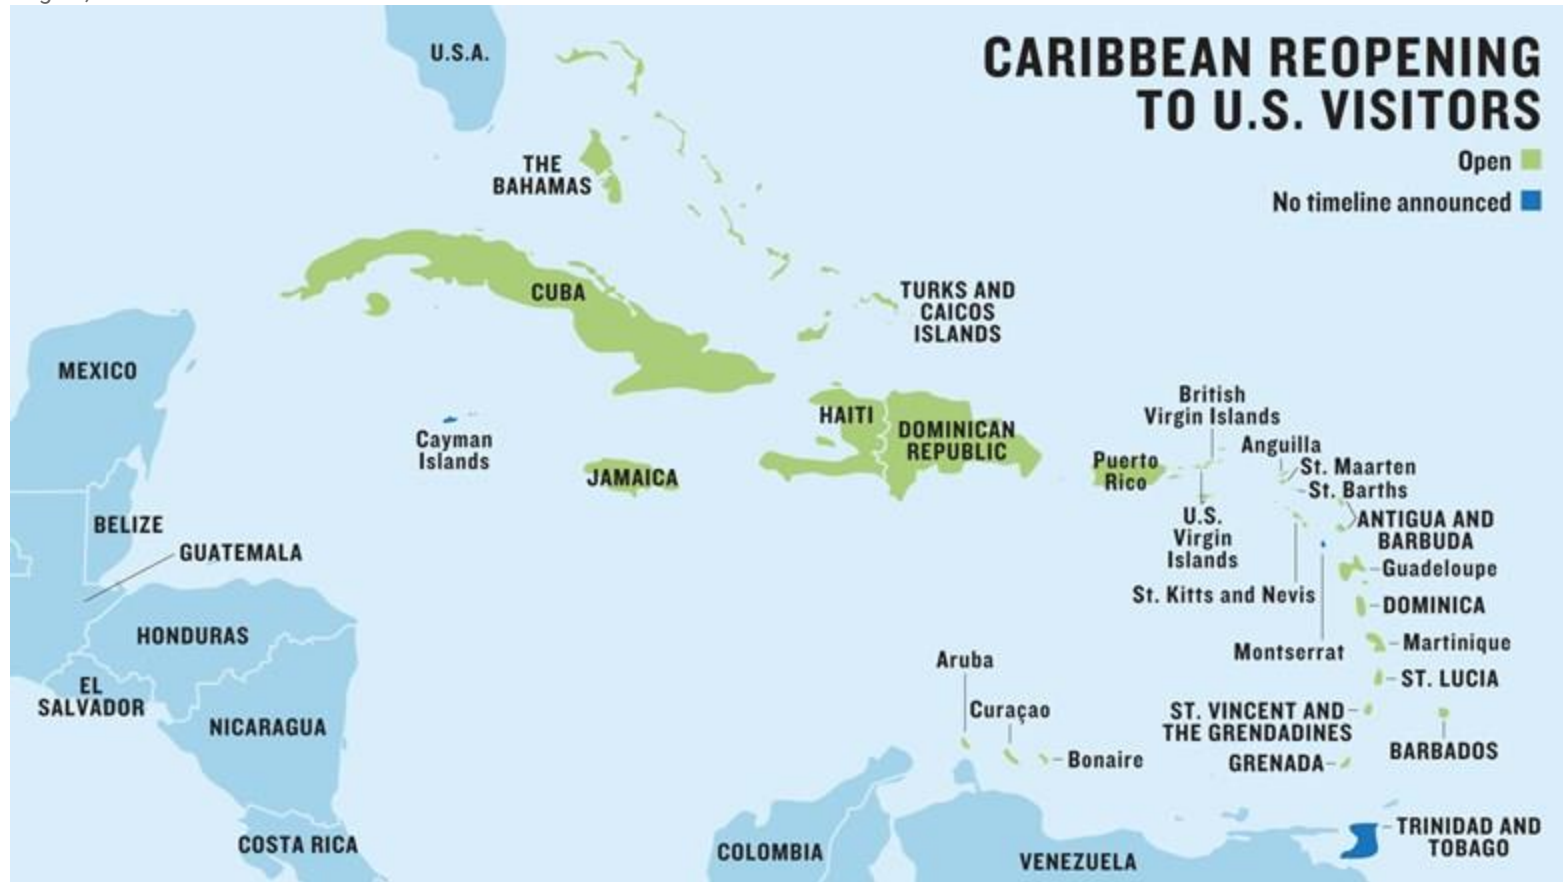 CARIBBEAN REOPENING
TO U.S. VISITORS
Open
No timeline announced
U.S.A.
THE
BAHAMAS
CUBA
TURKS AND
CAICOS
ISLANDS
MEXICO
Cayman
Islands
JAMAICA
HAITI
DOMINICAN
REPUBLIC
Puerto
Rico
British
Virgin Islands
Anguilla
St. Maarten
St. Barths
ANTIGUA AND
BARBUDA
U.S.
Virgin
Islands
St. Kitts and Nevis
Montserrat
Guadeloupe
DOMINICA
Martinique
ST. LUCIA
ST. VINCENT AND
THE GRENDADINES
BARBADOS
GRENADA
BELIZE
GUATEMALA
HONDURAS
EL
SALVADOR
NICARAGUA
COSTA RICA
Aruba
Curaçao
Bonaire
COLOMBIA
VENEZUELA
TRINIDAD AND
TOBAGO